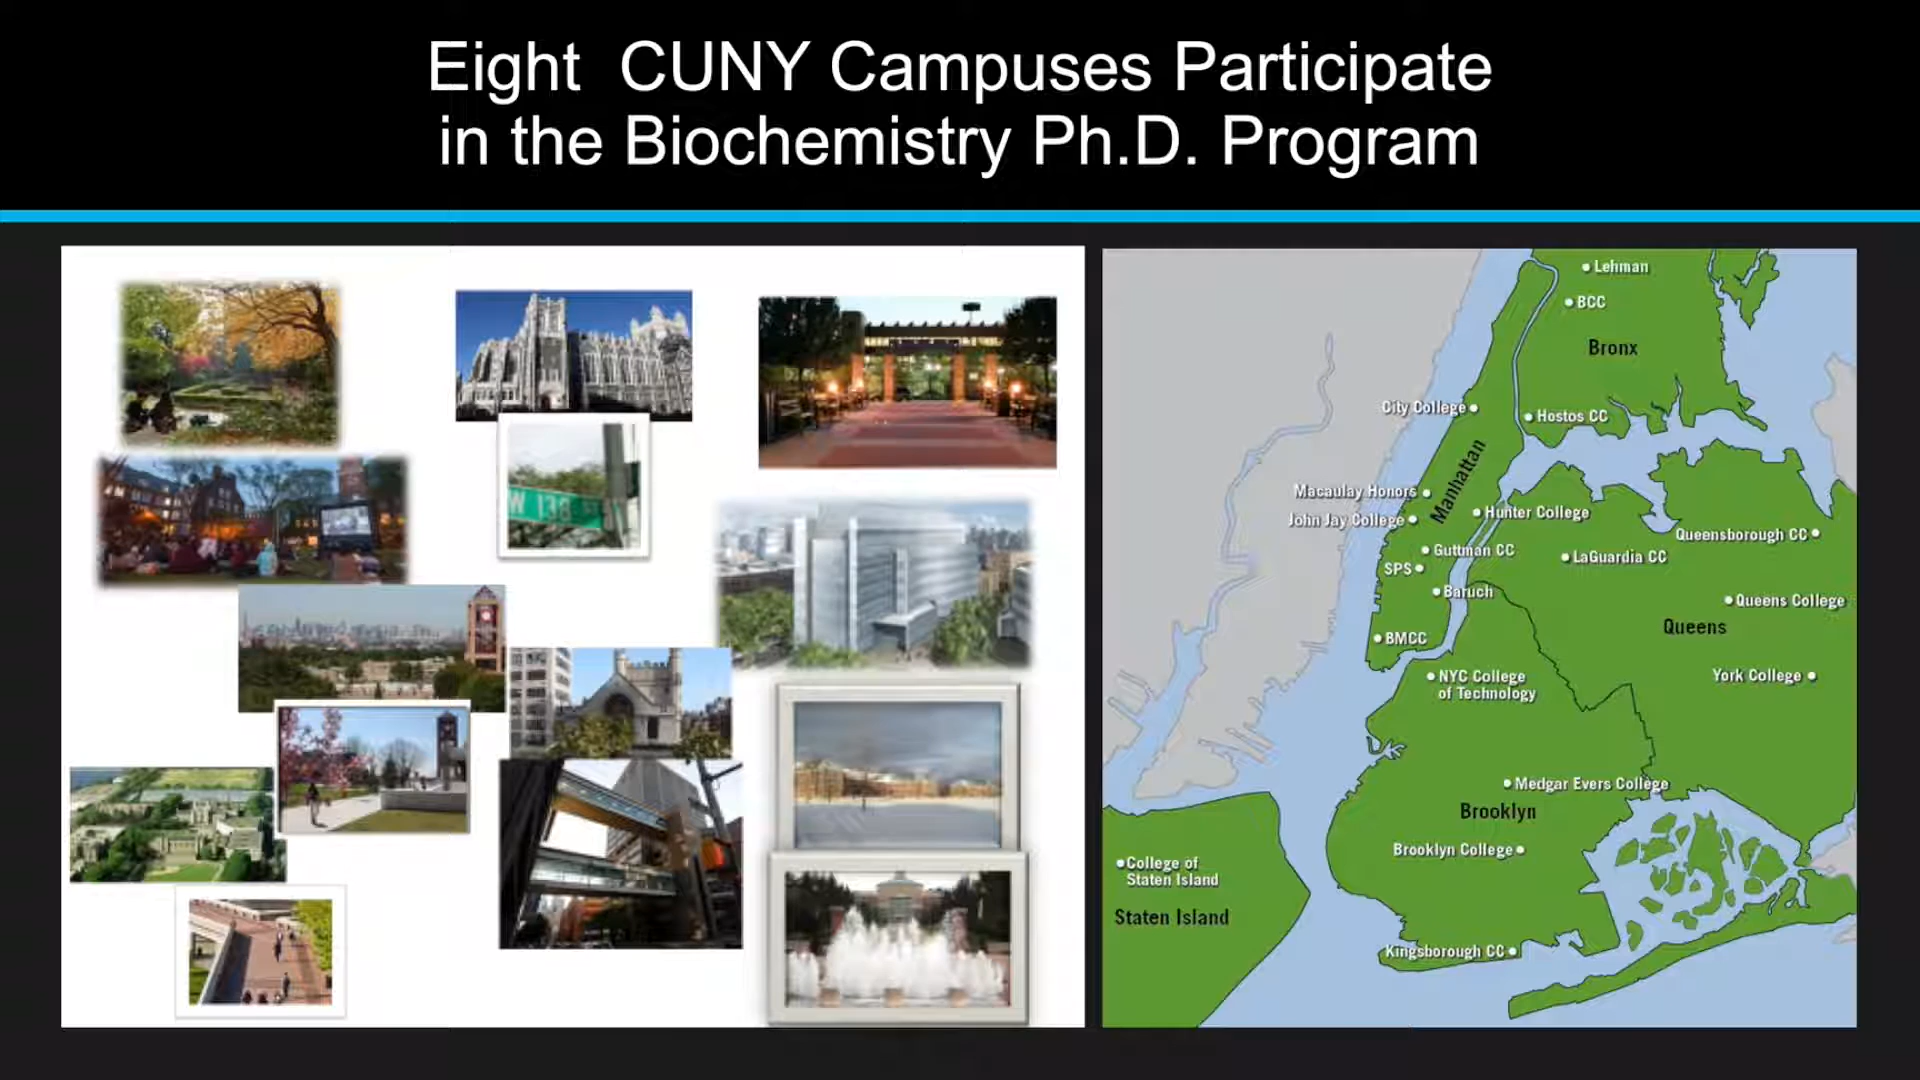 Eight  CUNY Campuses Participate
in the Biochemistry Ph.D. Program
W 138
Lehman
BCC
Bronx
City College
Hostos CC
Manhattan
Macaulay Honors
John Jay College
Hunter College
Queensborough CC
Guttman CC
LaGuardia CC
SPS
Baruch
Queens College
Queens
BMCC
NYC College
of Technology
York College
Medgar Evers College
Brooklyn
Brooklyn College
College of
Staten Island
Staten Island
Kingsborough CC